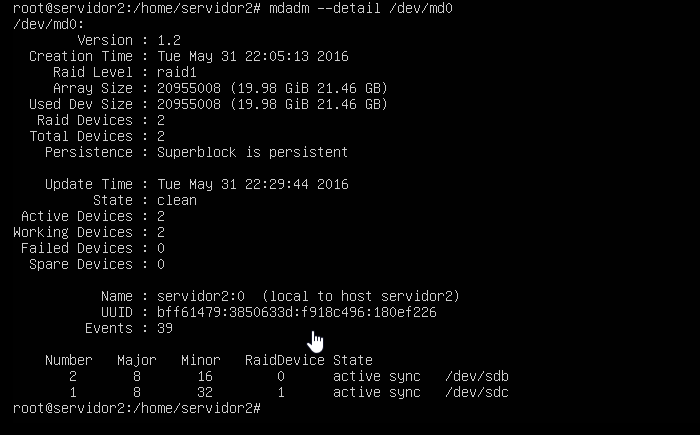 root@servidor2:/home/servidor2# mdadm --detail /dev/md0
/dev/md0:
Version : 1.2
Creation Time : Tue May 31 22:05:13 2016
Raid Level : raid1
Array Size : 20955008 (19.98 GiB 21.46 GB)
Used Dev Size : 20955008 (19.98 GiB 21.46 GB)
Raid Devices : 2
Total Devices : 2
Persistence : Superblock is persistent
Update Time : Tue May 31 22:29:44 2016
State : clean
Active Devices : 2
Working Devices : 2
Failed Devices : 0
Spare Devices : 0
Name : servidor2:0  (local to host servidor2)
UUID : bff61479:3850633d:f918c496:180ef226
Events : 39
Number   Major   Minor   RaidDevice State
2       8       16       0      active sync   /dev/sdb
1       8       32       1      active sync   /dev/sdc
root@servidor2:/home/servidor2#